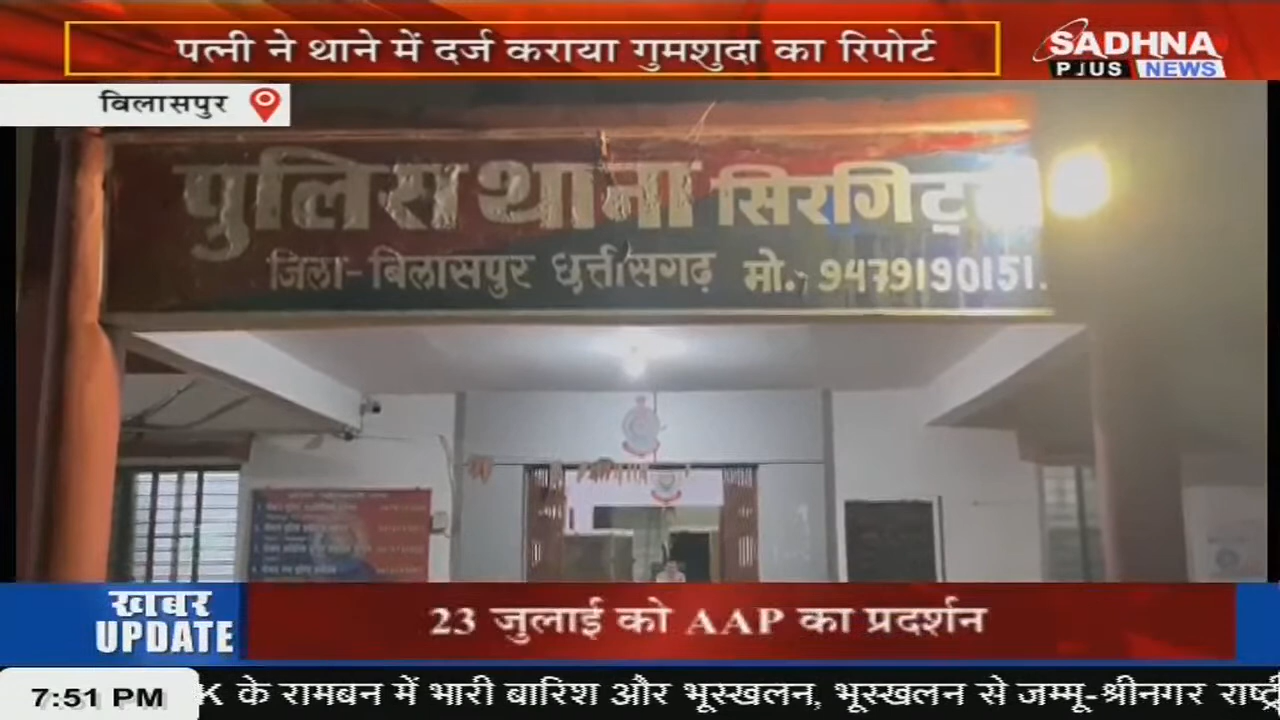 पत्नी ने थाने में दर्ज कराया गुमशुदा का रिपोर्ट
SADHNA
PJUS NEWS
विलासपुर
पुलिस थाना सिरगिट्टी
जिला-बिलासपुर छत्तीसगढ़ मो. 9479190151.
खबर
UPDATE
23 जुलाई को AAP का प्रदर्शन
7:51 PM
K के रामबन में भारी बारिश और भूस्खलन, भूस्खलन से जम्मू-श्रीनगर राष्ट्री